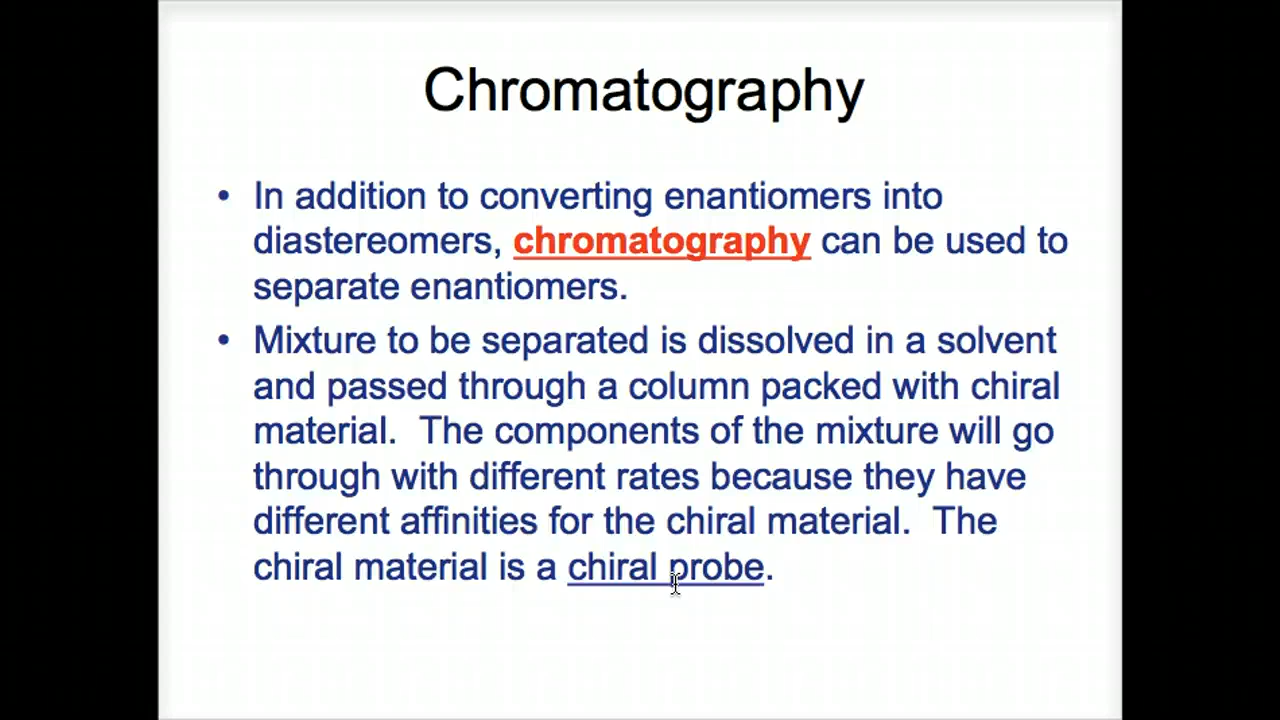 Chromatography
• In addition to converting enantiomers into
diastereomers, chromatography can be used to
separate enantiomers.
• Mixture to be separated is dissolved in a solvent
and passed through a column packed with chiral
material.  The components of the mixture will go
through with different rates because they have
different affinities for the chiral material.  The
chiral material is a chiral probe.